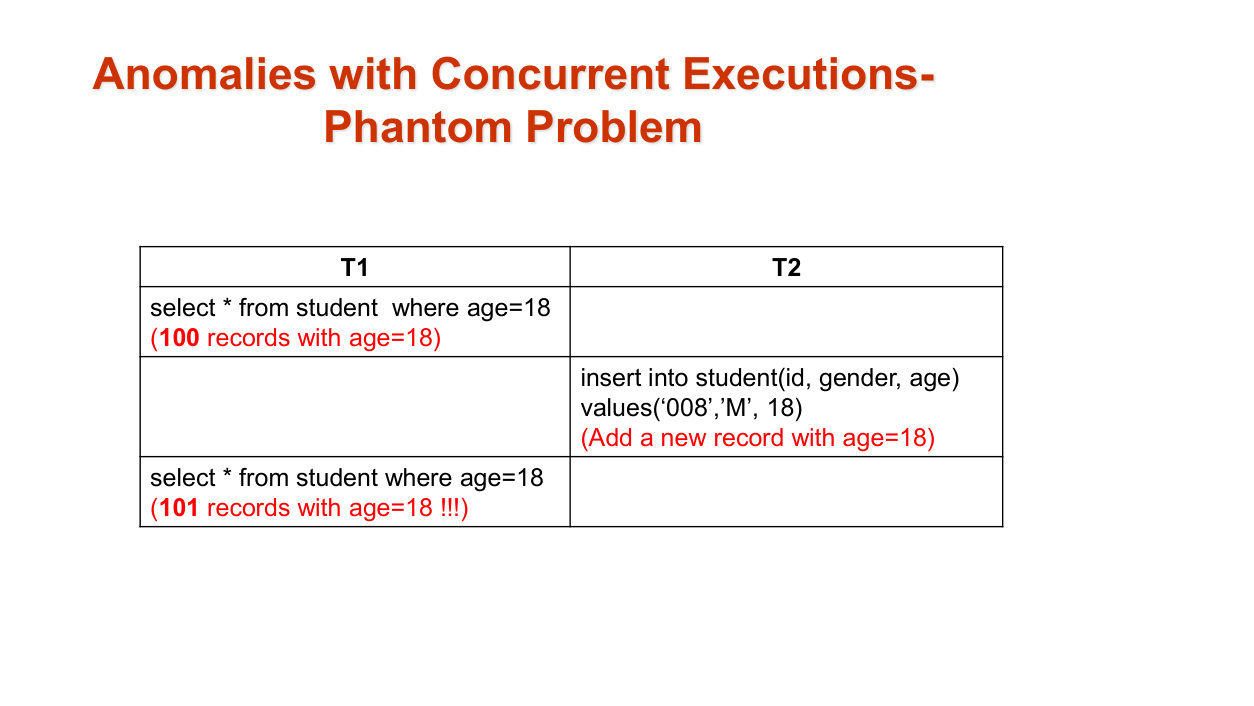 Anomalies with Concurrent Executions-
Phantom Problem
T1
T2
select * from student  where age=18
(100 records with age=18)
insert into student(id, gender, age)
values(‘008’,’M’, 18)
(Add a new record with age=18)
select * from student where age=18
(101 records with age=18 !!!)